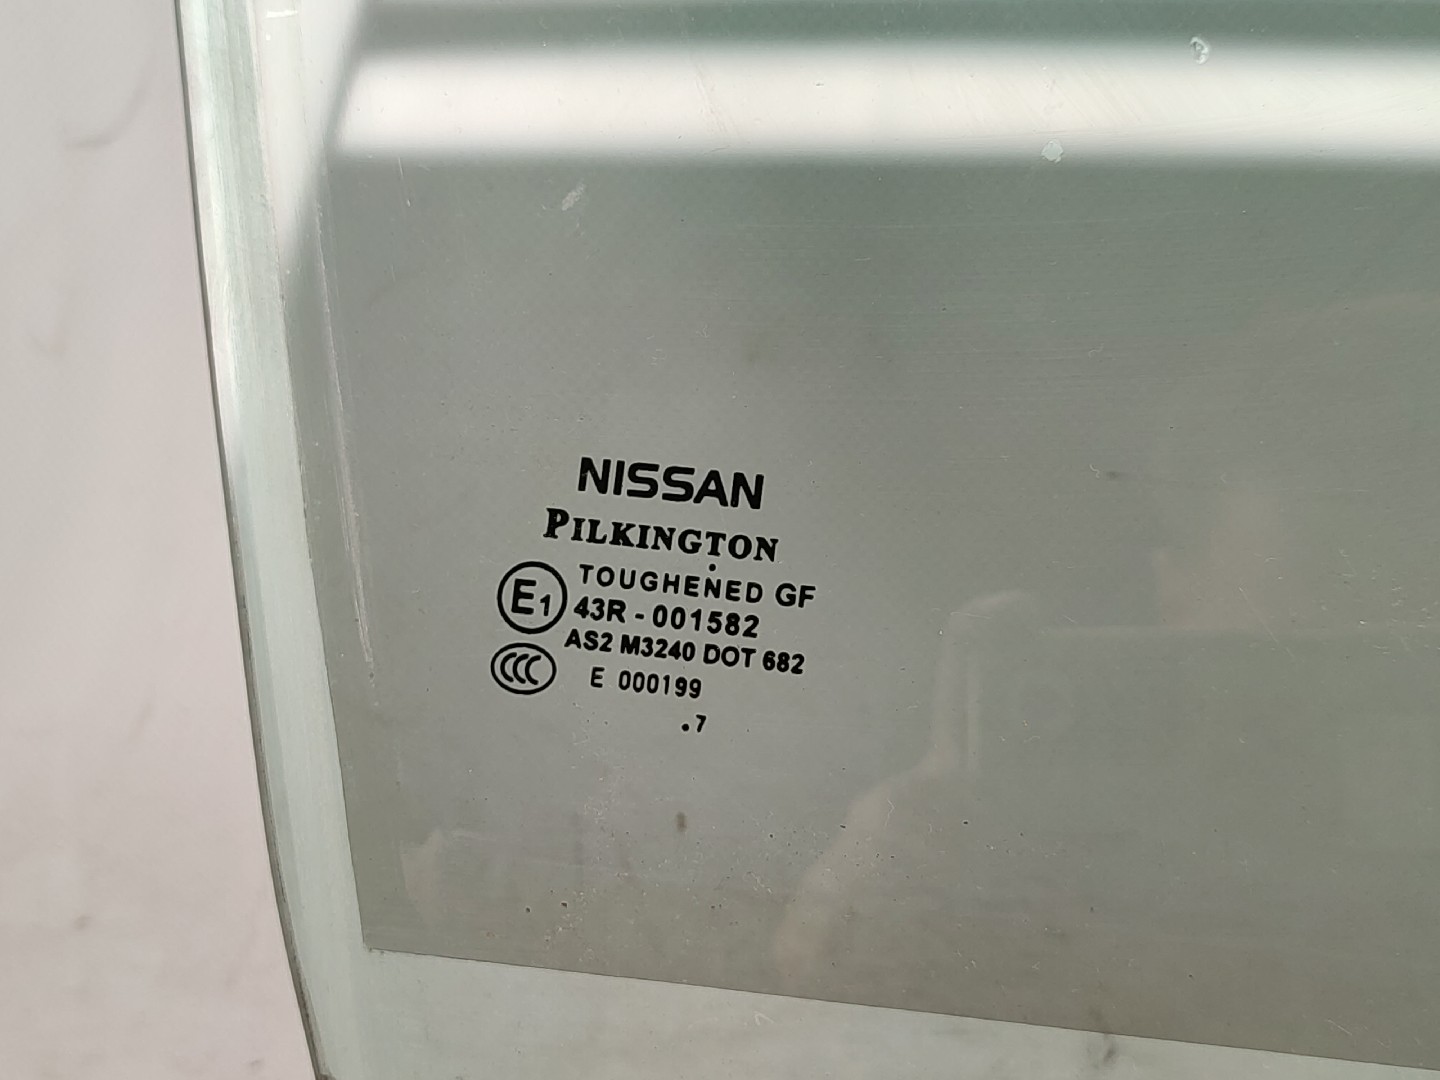 NISSAN
PILKINGTON
TOUGHENED GF
E1 43R - 001582
AS2 M3240 DOT 682
CCC E 000199
.7